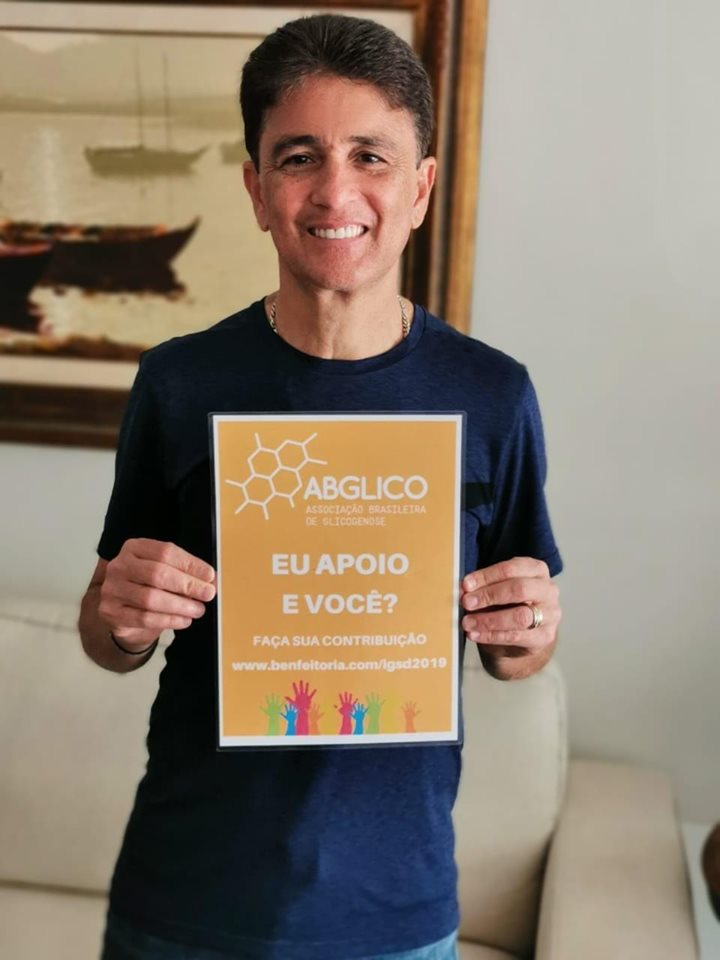 ABGLICO
ASSOCIAÇÃO BRASILEIRA
DE GLICOGENOSE
EU APOIO
E VOCÊ?
FAÇA SUA CONTRIBUIÇÃO
www.benfeitoria.com/igsd2019